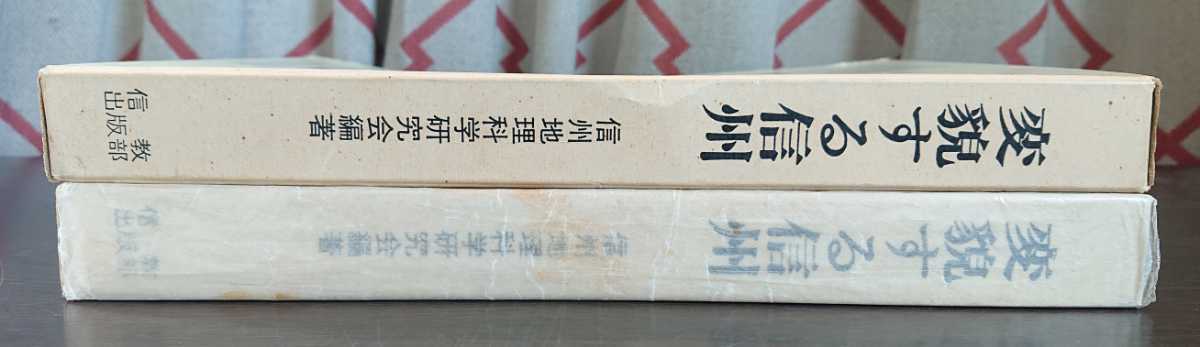 変貌する信州
信州地理科学研究会編著
信教
出版部
変貌する信州
信州地理科学研究会編著
信教
出版部